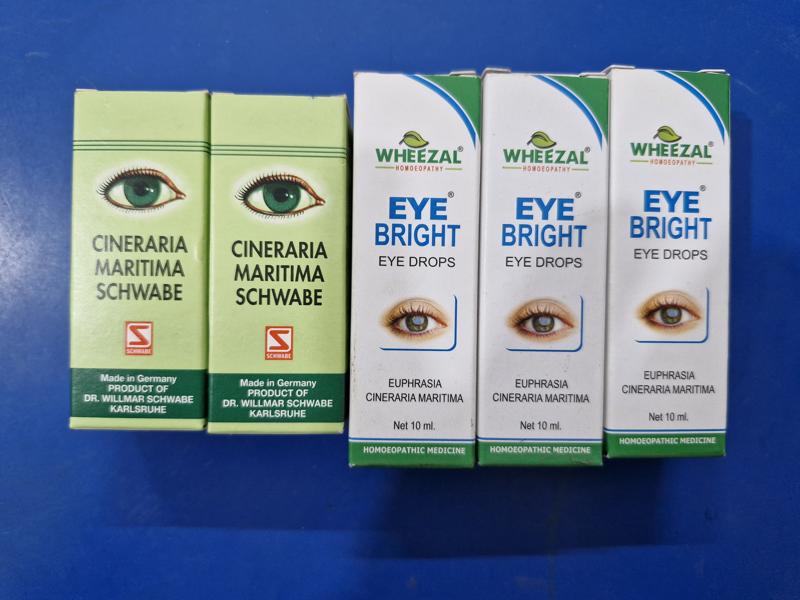 CINERARIA
MARITIMA
SCHWABE
S
SCHWABE
Made in Germany
PRODUCT OF
DR. WILLMAR SCHWABE
KARLSRUHE
CINERARIA
MARITIMA
SCHWABE
S
SCHWABE
Made in Germany
PRODUCT OF
DR. WILLMAR SCHWABE
KARLSRUHE
WHEEZAL®
HOMOEOPATHY
EYE®
BRIGHT
EYE DROPS
EUPHRASIA
CINERARIA MARITIMA
Net 10 ml.
HOMOEOPATHIC MEDICINE
WHEEZAL®
HOMOEOPATHY
EYE®
BRIGHT
EYE DROPS
EUPHRASIA
CINERARIA MARITIMA
Net 10 ml.
HOMOEOPATHIC MEDICINE
WHEEZAL®
HOMOEOPATHY
EYE®
BRIGHT
EYE DROPS
EUPHRASIA
CINERARIA MARITIMA
Net 10 ml.
HOMOEOPATHIC MEDICINE